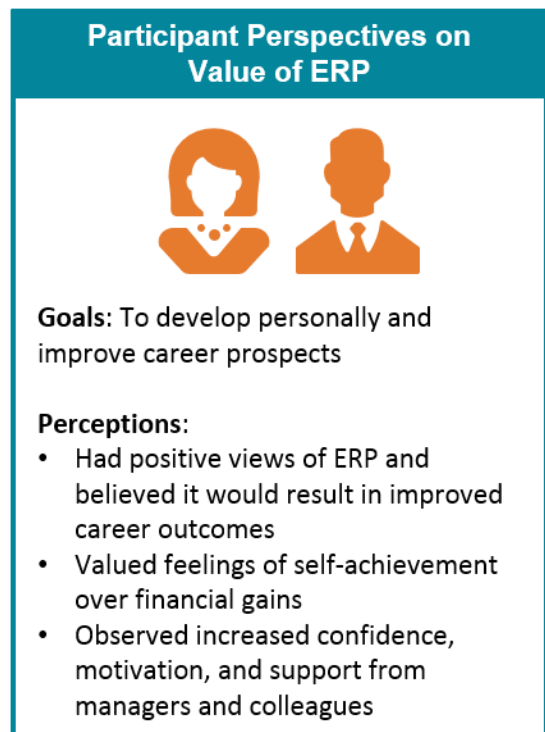 Participant Perspectives on
Value of ERP
Goals: To develop personally and
improve career prospects
Perceptions:
• Had positive views of ERP and
believed it would result in improved
career outcomes
• Valued feelings of self-achievement
over financial gains
• Observed increased confidence,
motivation, and support from
managers and colleagues